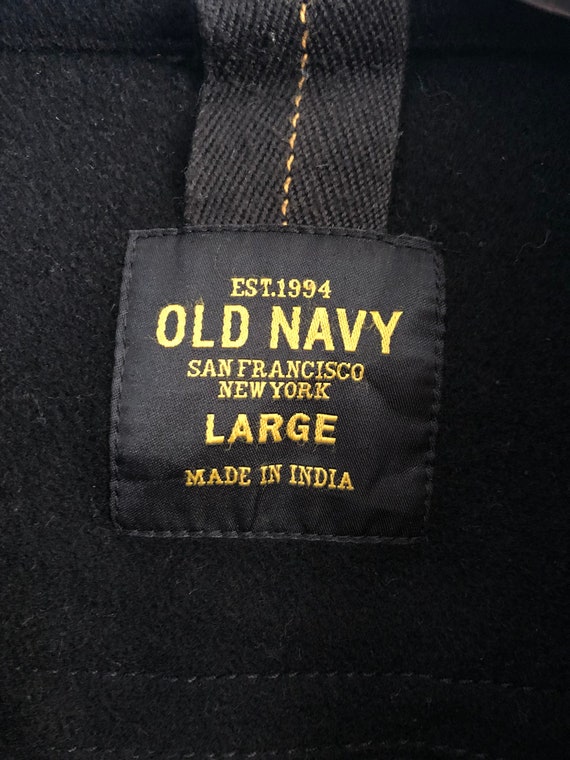 EST.1994
OLD NAVY
SAN FRANCISCO
NEW YORK
LARGE
MADE IN INDIA